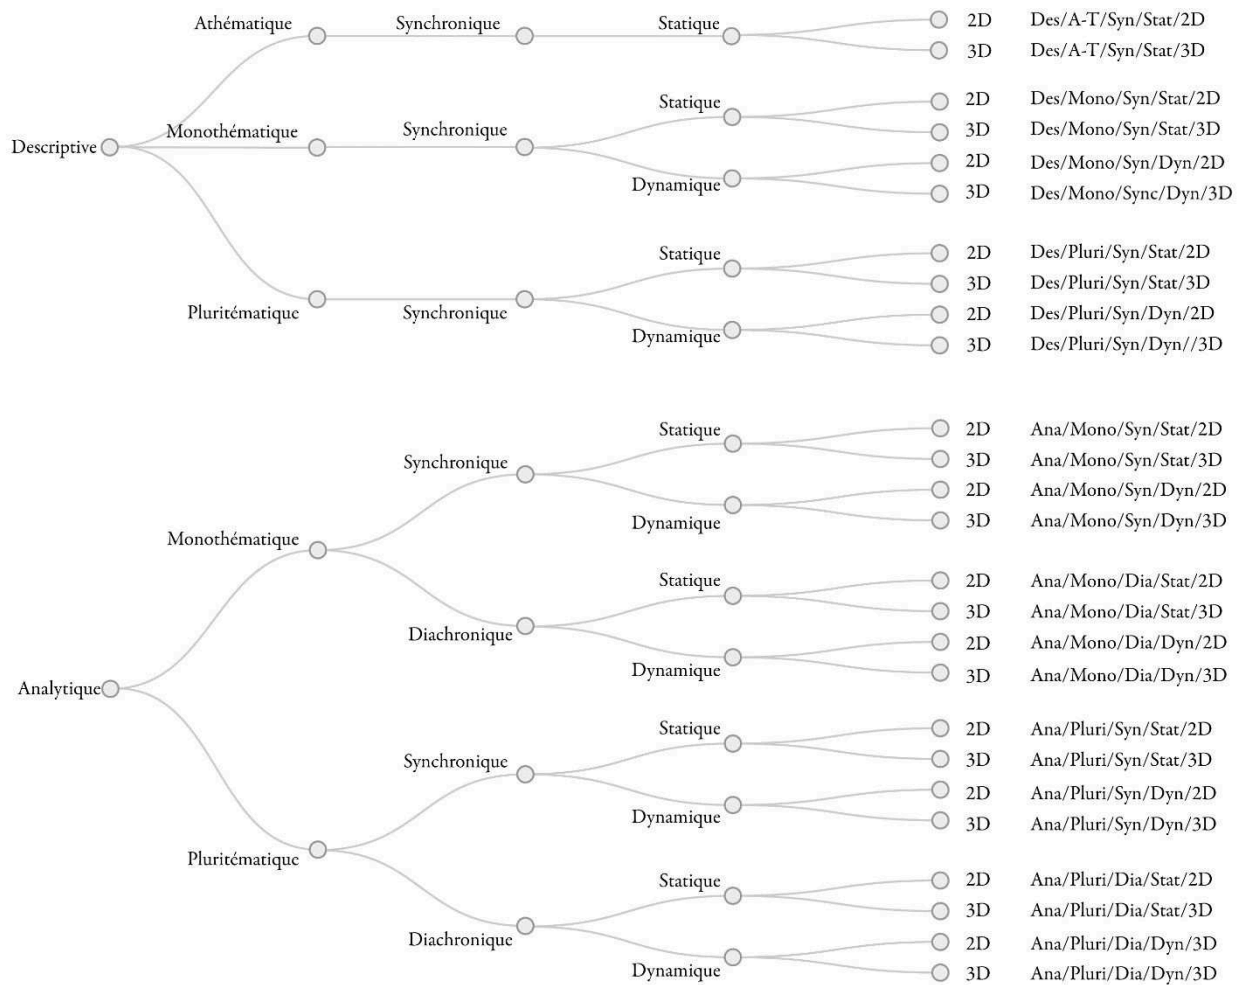 Athématique Synchronique Statique 2D Des/A-T/Syn/Stat/2D
3D Des/A-T/Syn/Stat/3D
Statique 2D Des/Mono/Syn/Stat/2D
Descriptive Monothématique Synchronique 3D Des/Mono/Syn/Stat/3D
2D Des/Mono/Syn/Dyn/2D
Dynamique 3D Des/Mono/Sync/Dyn/3D
Statique 2D Des/Pluri/Syn/Stat/2D
3D Des/Pluri/Syn/Stat/3D
Pluritématique Synchronique 2D Des/Pluri/Syn/Dyn/2D
Dynamique 3D Des/Pluri/Syn/Dyn//3D
Statique 2D Ana/Mono/Syn/Stat/2D
Synchronique 3D Ana/Mono/Syn/Stat/3D
2D Ana/Mono/Syn/Dyn/2D
Dynamique 3D Ana/Mono/Syn/Dyn/3D
Monothématique
Statique 2D Ana/Mono/Dia/Stat/2D
3D Ana/Mono/Dia/Stat/3D
Diachronique 2D Ana/Mono/Dia/Dyn/2D
Dynamique 3D Ana/Mono/Dia/Dyn/3D
Analytique
Statique 2D Ana/Pluri/Syn/Stat/2D
Synchronique 3D Ana/Pluri/Syn/Stat/3D
2D Ana/Pluri/Syn/Dyn/2D
Dynamique 3D Ana/Pluri/Syn/Dyn/3D
Pluritématique
Statique 2D Ana/Pluri/Dia/Stat/2D
3D Ana/Pluri/Dia/Stat/3D
Diachronique 2D Ana/Pluri/Dia/Dyn/3D
Dynamique 3D Ana/Pluri/Dia/Dyn/3D